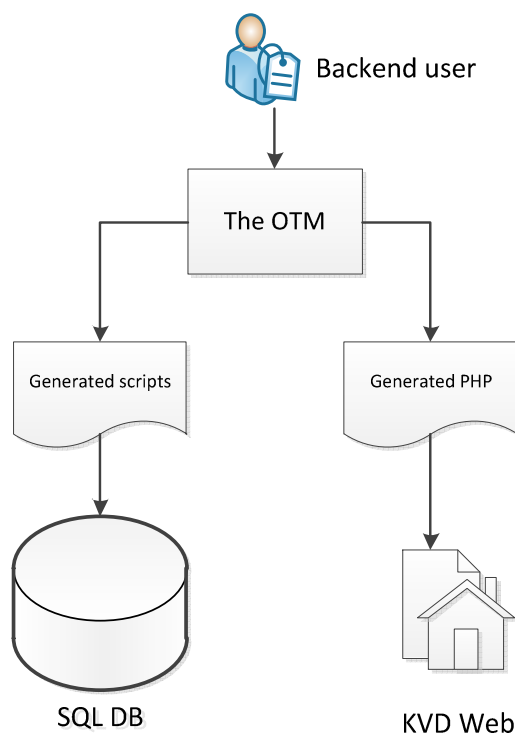 Backend user
The OTM
Generated scripts
Generated PHP
SQL DB
KVD Web